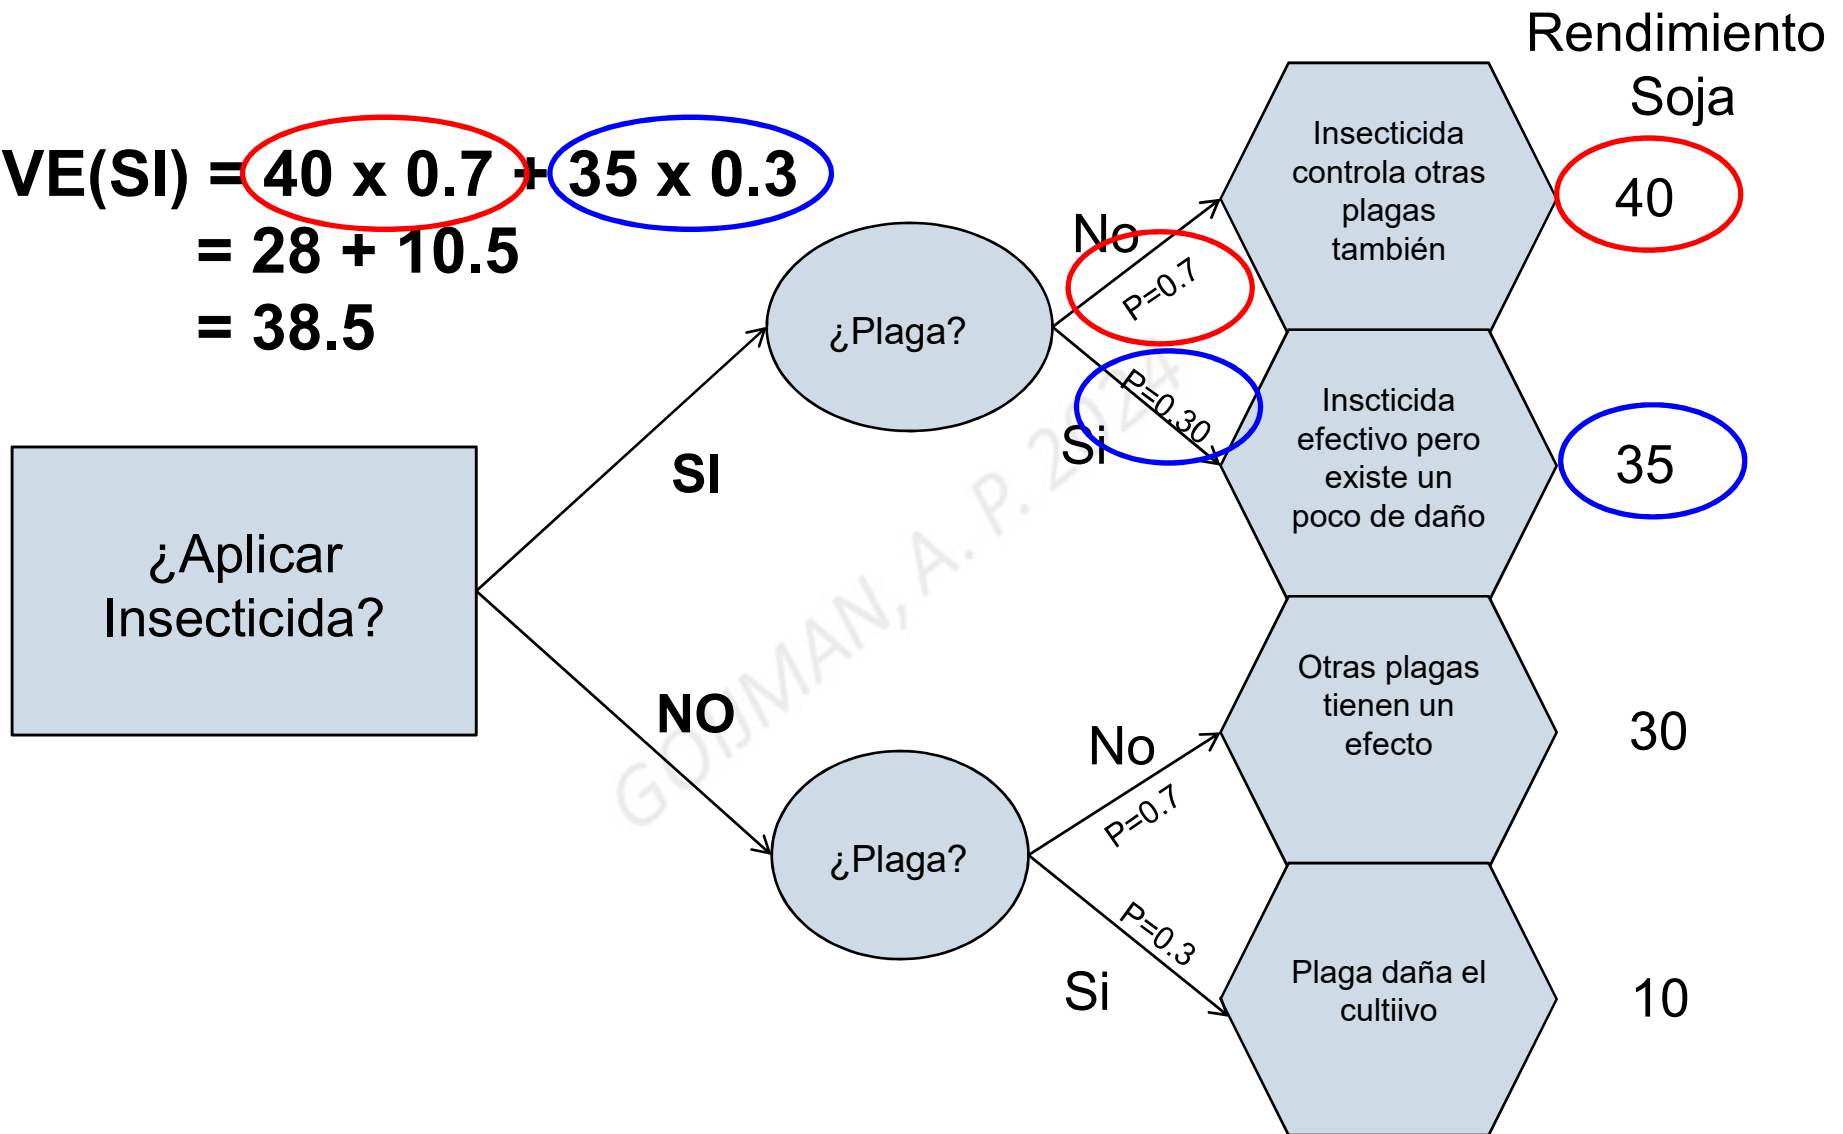 Rendimiento
Soja
VE(SI) = 40 x 0.7 + 35 x 0.3
= 28 + 10.5
= 38.5
¿Aplicar
Insecticida?
SI
NO
¿Plaga?
No
P=0.7
P=0.30
Si
¿Plaga?
No
P=0.7
P=0.3
Si
Insecticida
controla otras
plagas
también
40
Inscticida
efectivo pero
existe un
poco de daño
35
Otras plagas
tienen un
efecto
30
Plaga daña el
cultiivo
10
GOIJMAN, A. P. 2024